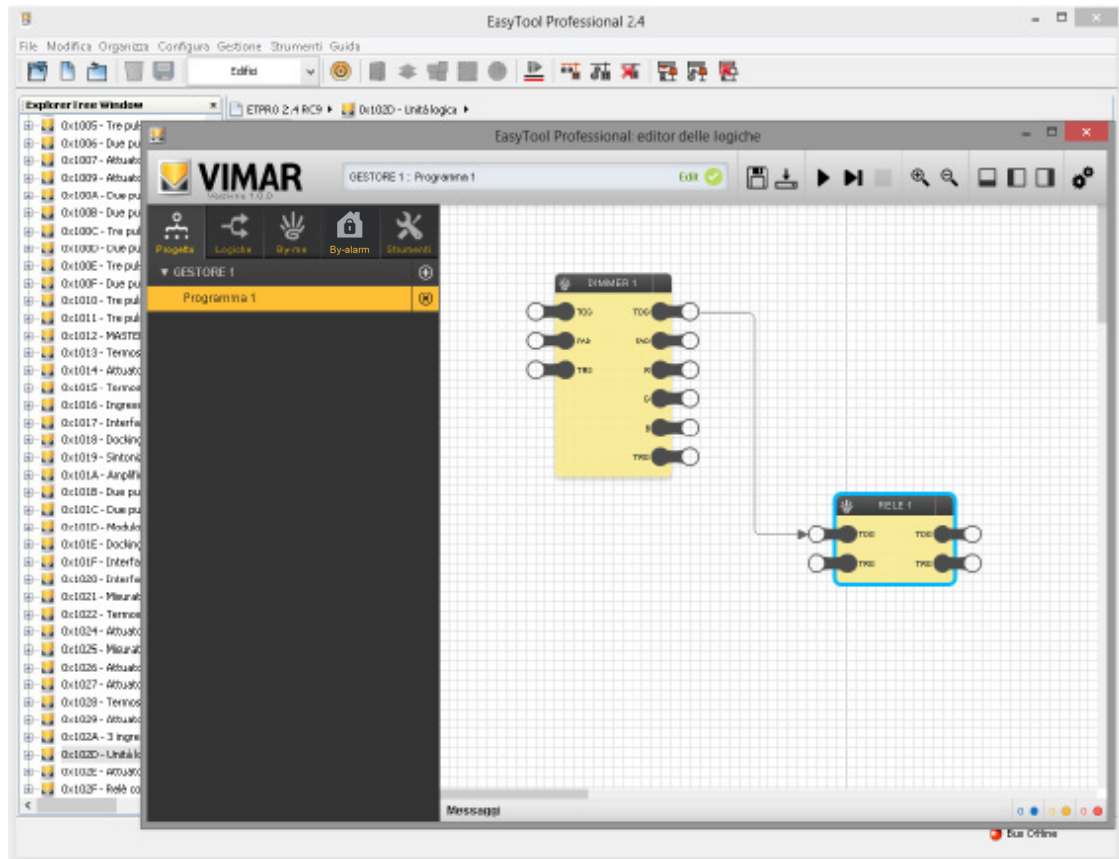 EasyTool Professional 2.4
File Modifica Organizza Configura Gestione Strumenti Guida
Edifici
Explorer Tree Window
ETPRO 2.4 RC9 0x102D - Unità logica
0x1005 - Tre pul
0x1006 - Due pu
0x1007 - Attuato
0x1009 - Attuato
0x100A - Due pu
0x100B - Due pu
0x100C - Tre pul
0x100D - Due pu
0x100E - Tre pul
0x100F - Due pu
0x1010 - Tre pul
0x1011 - Tre pul
0x1012 - MASTE
0x1013 - Termos
0x1014 - Attuato
0x1015 - Termos
0x1016 - Ingress
0x1017 - Interfa
0x1018 - Docking
0x1019 - Sintoniz
0x101A - Amplifi
0x101B - Due pu
0x101C - Due pu
0x101D - Modulo
0x101E - Docking
0x101F - Interfa
0x1020 - Interfa
0x1021 - Misurat
0x1022 - Termos
0x1024 - Attuato
0x1025 - Misurat
0x1026 - Attuato
0x1027 - Attuato
0x1028 - Termos
0x1029 - Attuato
0x102A - 3 ingre
0x102D - Unità lo
0x102E - Attuato
0x102F - Relè co
EasyTool Professional: editor delle logiche
VIMAR
GESTORE 1 :: Programma 1 Edit
Progetto Logiche By-me By-alarm Strumenti
GESTORE 1
Programma 1
DIMMER 1
TOG TOG
R
G
B
RELE 1
TOG TOG
Messaggi
0 0 0
Bus Offline